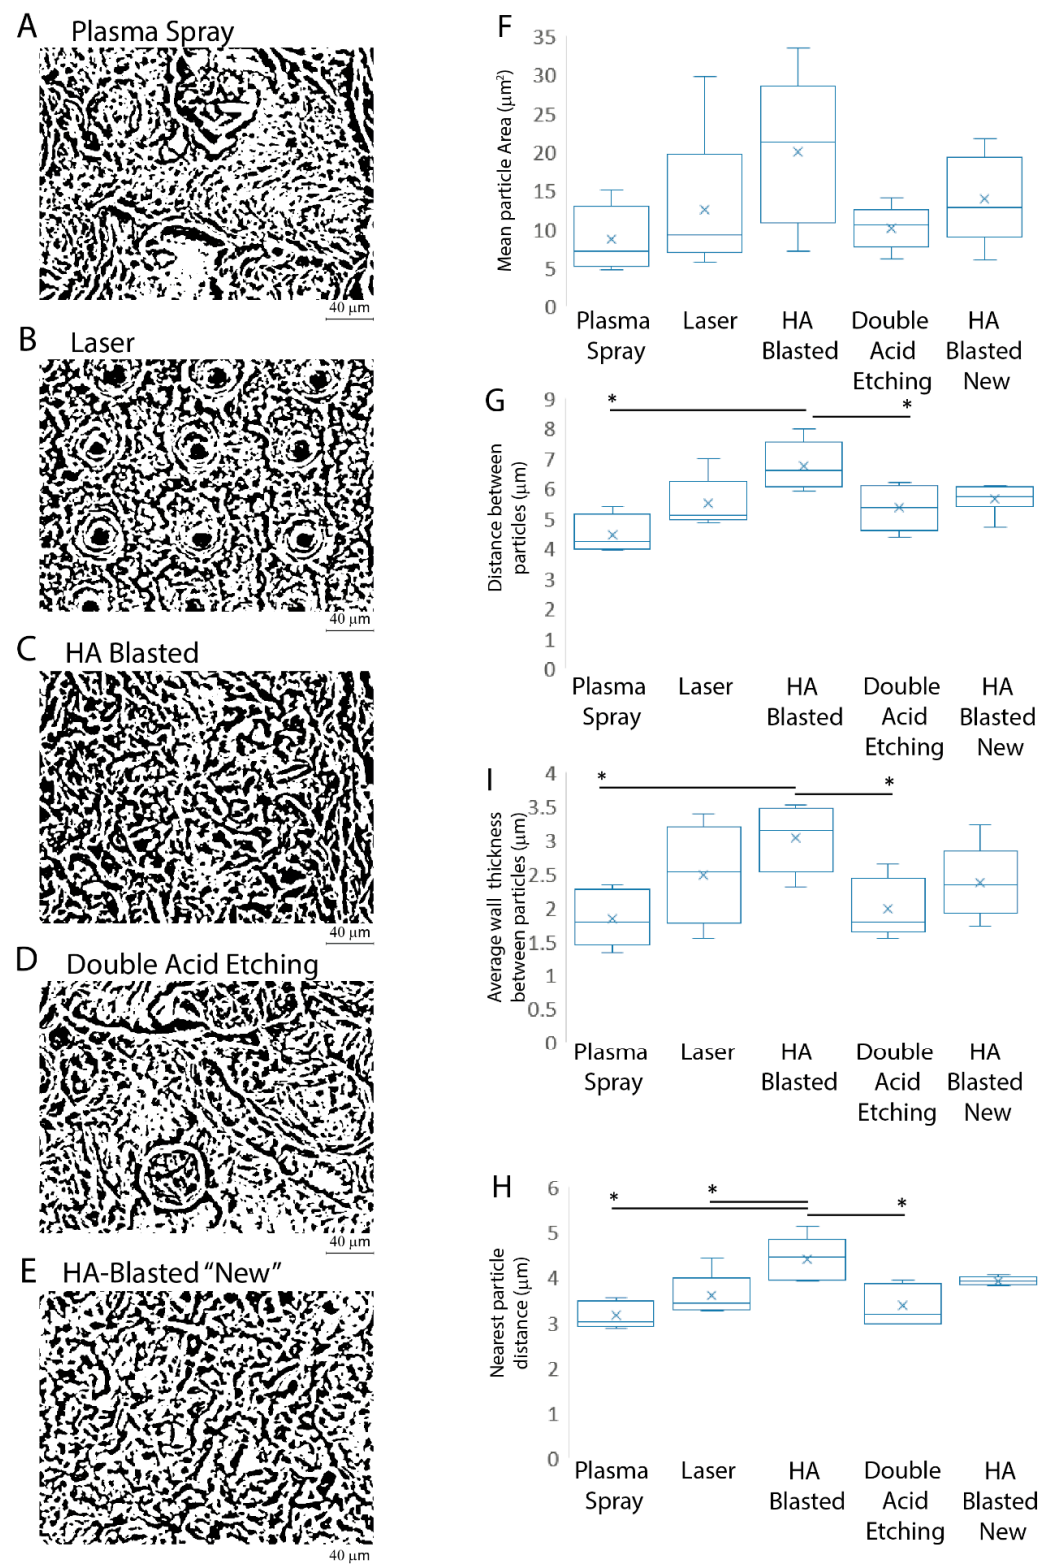 A Plasma Spray
40 μm
B Laser
40 μm
C HA Blasted
40 μm
D Double Acid Etching
40 μm
E HA-Blasted “New”
40 μm
F
Mean particle Area (μm²)
35
30
25
20
15
10
5
0
Plasma Laser HA Double HA
Spray Blasted Acid Blasted
Etching New
G
Distance between
particles (μm)
9
8
7
6
5
4
3
2
1
0
* *
Plasma Laser HA Double HA
Spray Blasted Acid Blasted
Etching New
I
Average wall thickness
between particles (μm)
4
3.5
3
2.5
2
1.5
1
0.5
0
* *
Plasma Laser HA Double HA
Spray Blasted Acid Blasted
Etching New
H
Nearest particle
distance (μm)
6
5
4
3
2
1
0
* * *
Plasma Laser HA Double HA
Spray Blasted Acid Blasted
Etching New